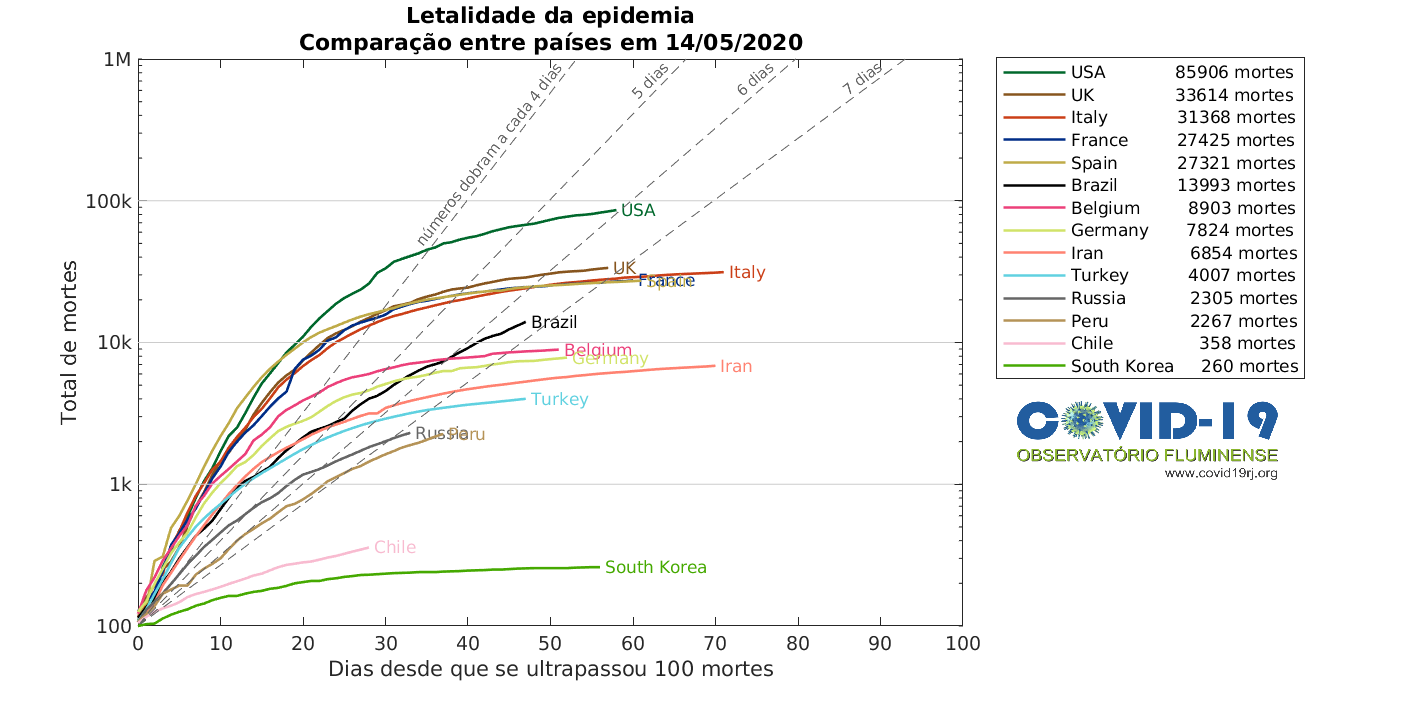 Letalidade da epidemia
Comparação entre países em 14/05/2020
Total de mortes
1M
100k
10k
1k
100
números dobram a cada 4 dias
5 dias
6 dias
7 dias
USA
UK
Italy
France
Spain
Brazil
Belgium
Germany
Iran
Turkey
Russia
Peru
Chile
South Korea
0 10 20 30 40 50 60 70 80 90 100
Dias desde que se ultrapassou 100 mortes
USA 85906 mortes
UK 33614 mortes
Italy 31368 mortes
France 27425 mortes
Spain 27321 mortes
Brazil 13993 mortes
Belgium 8903 mortes
Germany 7824 mortes
Iran 6854 mortes
Turkey 4007 mortes
Russia 2305 mortes
Peru 2267 mortes
Chile 358 mortes
South Korea 260 mortes
COVID-19
OBSERVATÓRIO FLUMINENSE
www.covid19rj.org